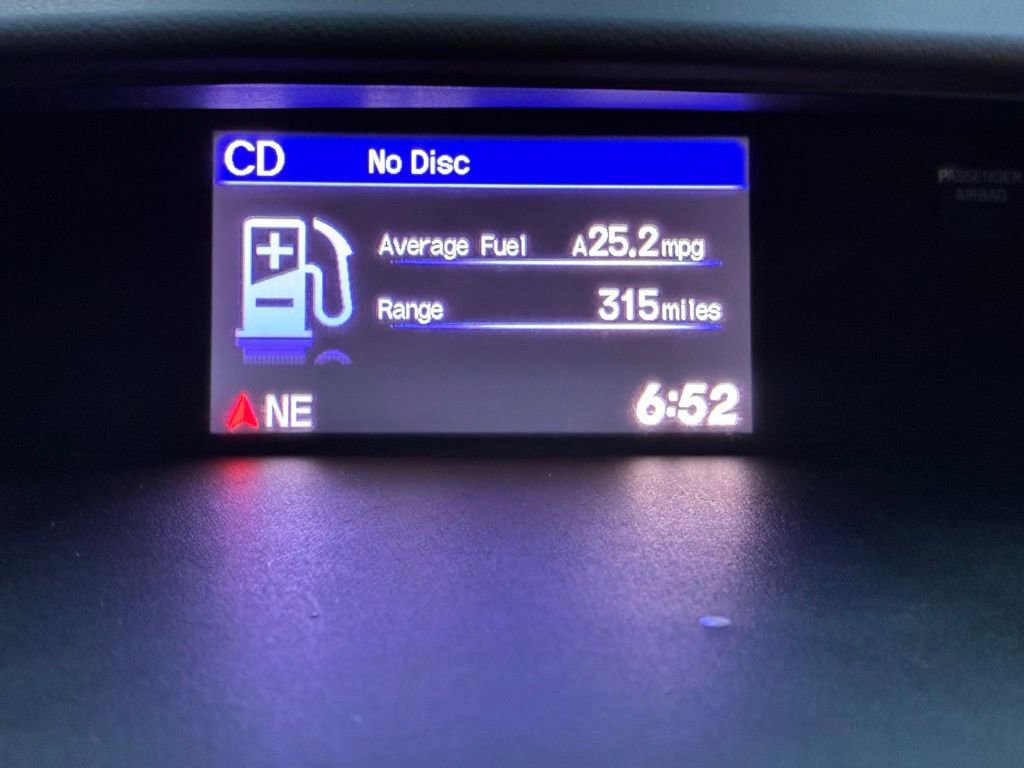 CD No Disc
Average Fuel A25.2mpg
Range 315miles
NE 6:52
PASSENGER
AIRBAG